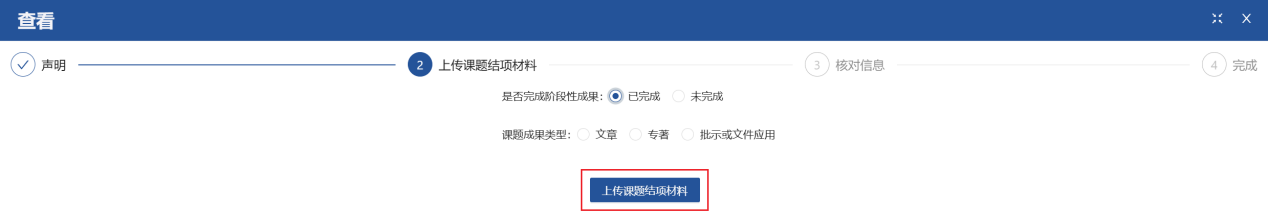 查看
声明 2 上传课题结项材料 3 核对信息 4 完成
是否完成阶段性成果: 已完成 未完成
课题成果类型: 文章 专著 批示或文件应用
上传课题结项材料